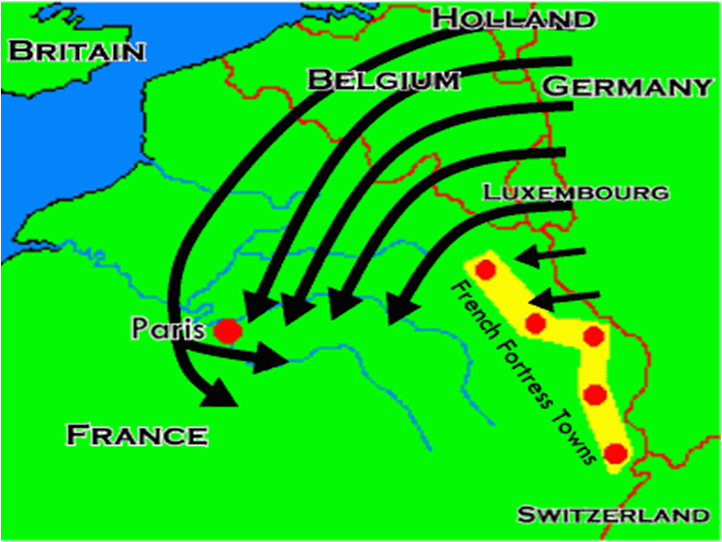 HOLLAND
BRITAIN
BELGIUM
GERMANY
LUXEMBOURG
French Fortress Towns
Paris
FRANCE
SWITZERLAND